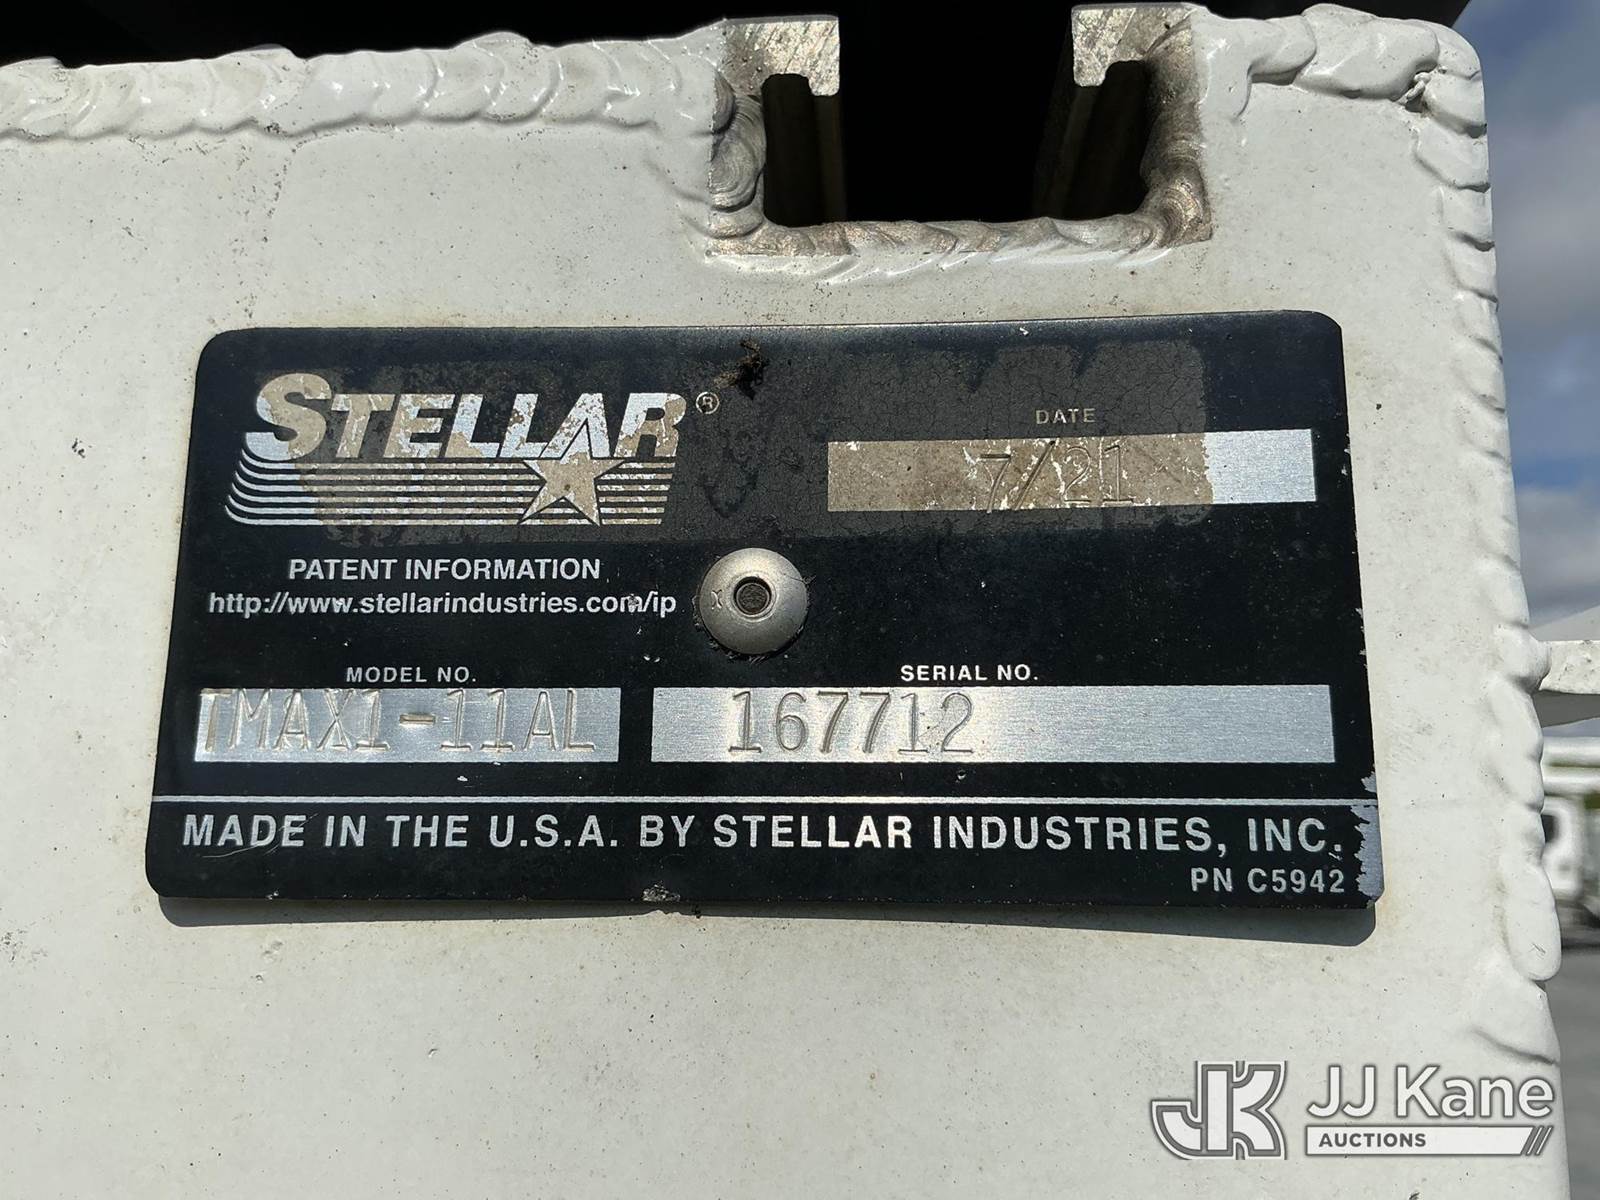 STELLAR®
DATE
7/21
PATENT INFORMATION
http://www.stellarindustries.com/ip
MODEL NO.
TMAX1-11AL
SERIAL NO.
167712
MADE IN THE U.S.A. BY STELLAR INDUSTRIES, INC.
PN C5942
JK JJ Kane
AUCTIONS